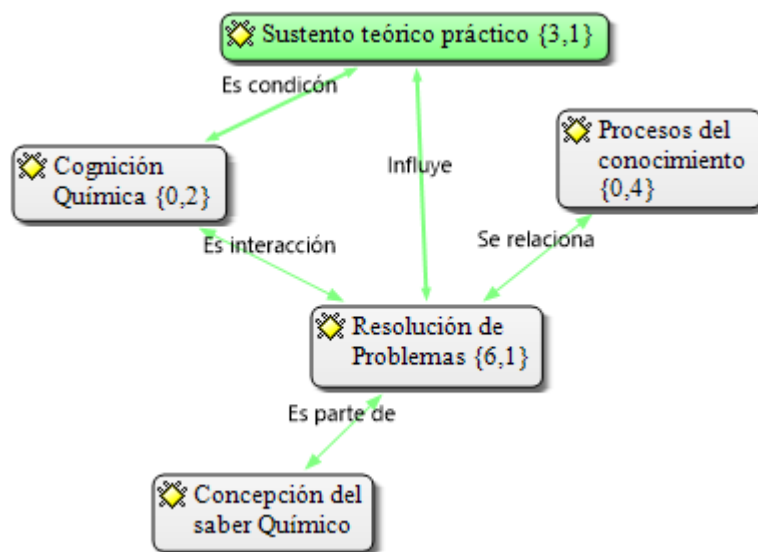 Sustento teórico práctico {3,1}
Es condicón
Procesos del
conocimiento
{0,4}
Cognición
Química {0,2}
Influye
Es interacción
Se relaciona
Resolución de
Problemas {6,1}
Es parte de
Concepción del
saber Químico